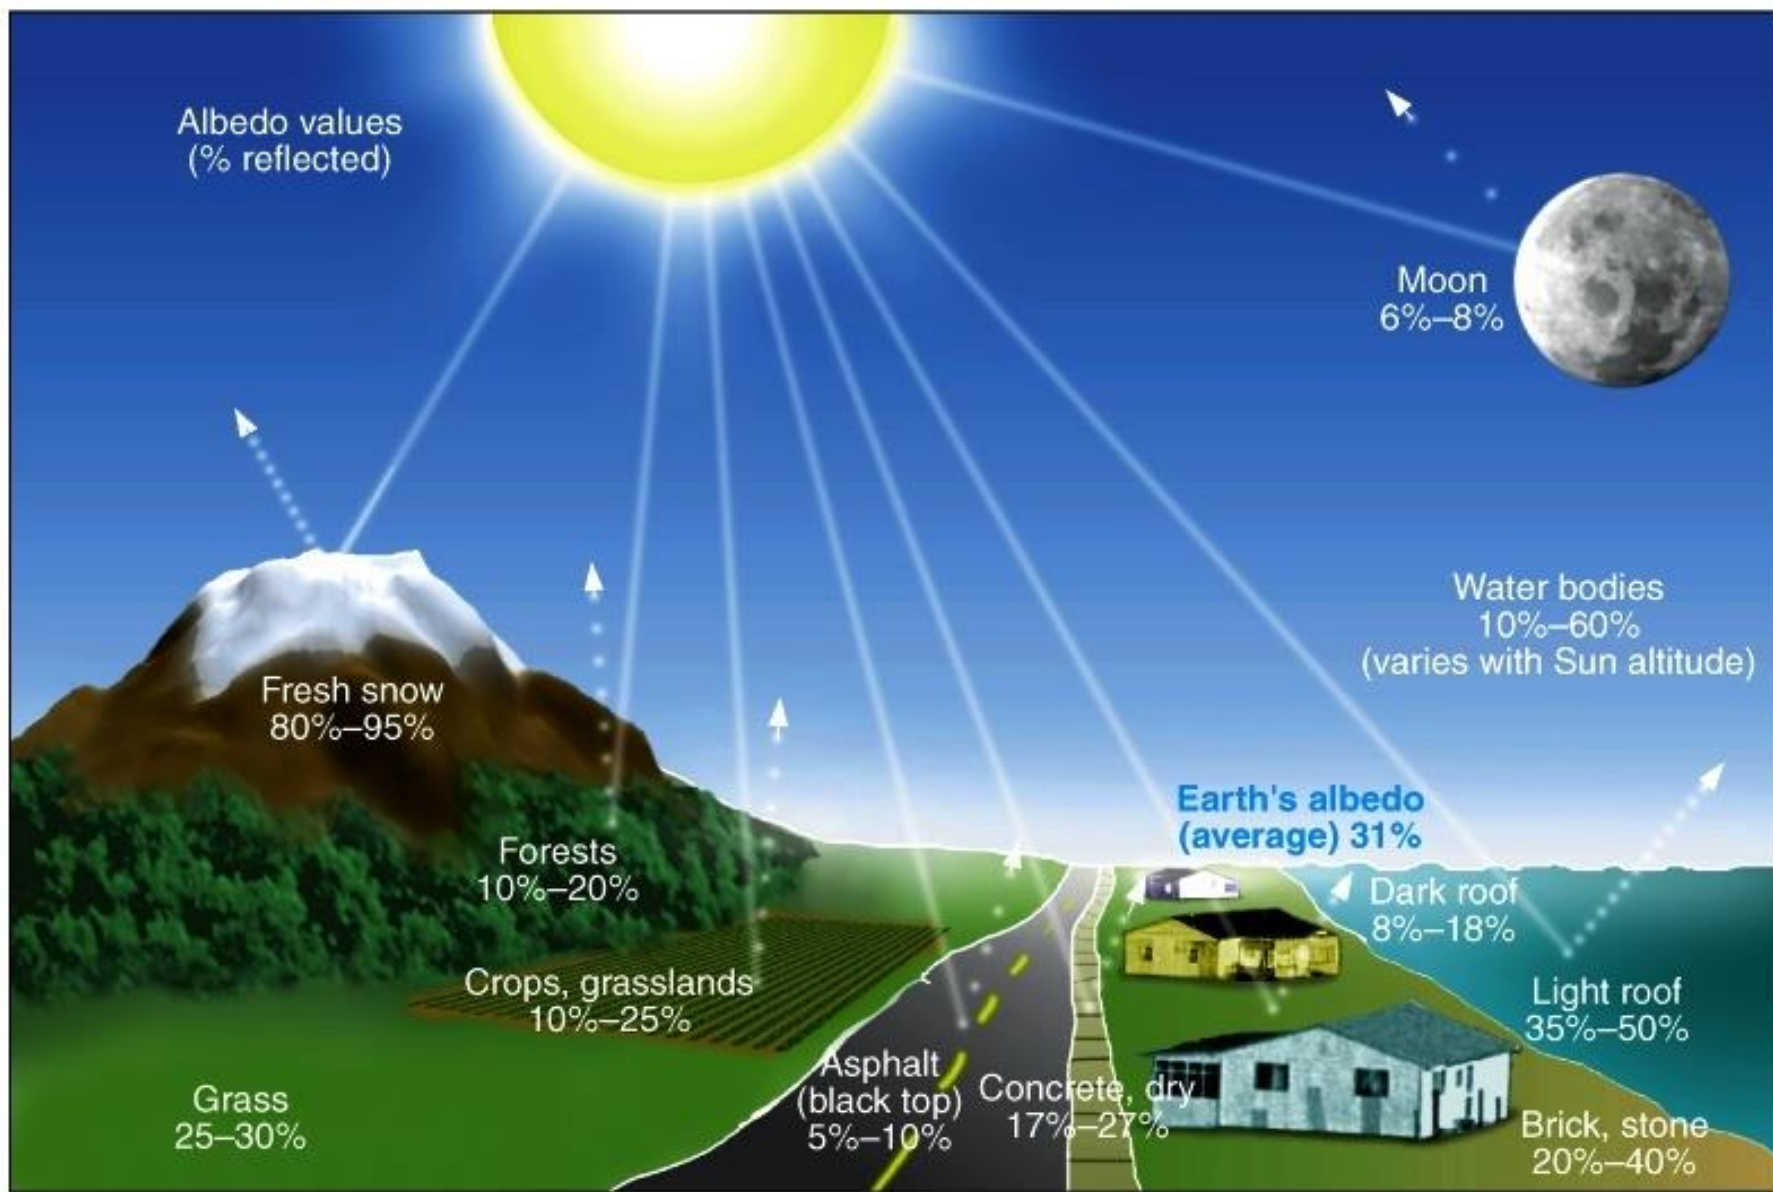 Albedo values
(% reflected)
Moon
6%–8%
Water bodies
10%–60%
(varies with Sun altitude)
Fresh snow
80%–95%
Earth's albedo
(average) 31%
Forests
10%–20%
Dark roof
8%–18%
Crops, grasslands
10%–25%
Light roof
35%–50%
Asphalt
(black top)
5%–10%
Concrete, dry
17%–27%
Grass
25–30%
Brick, stone
20%–40%